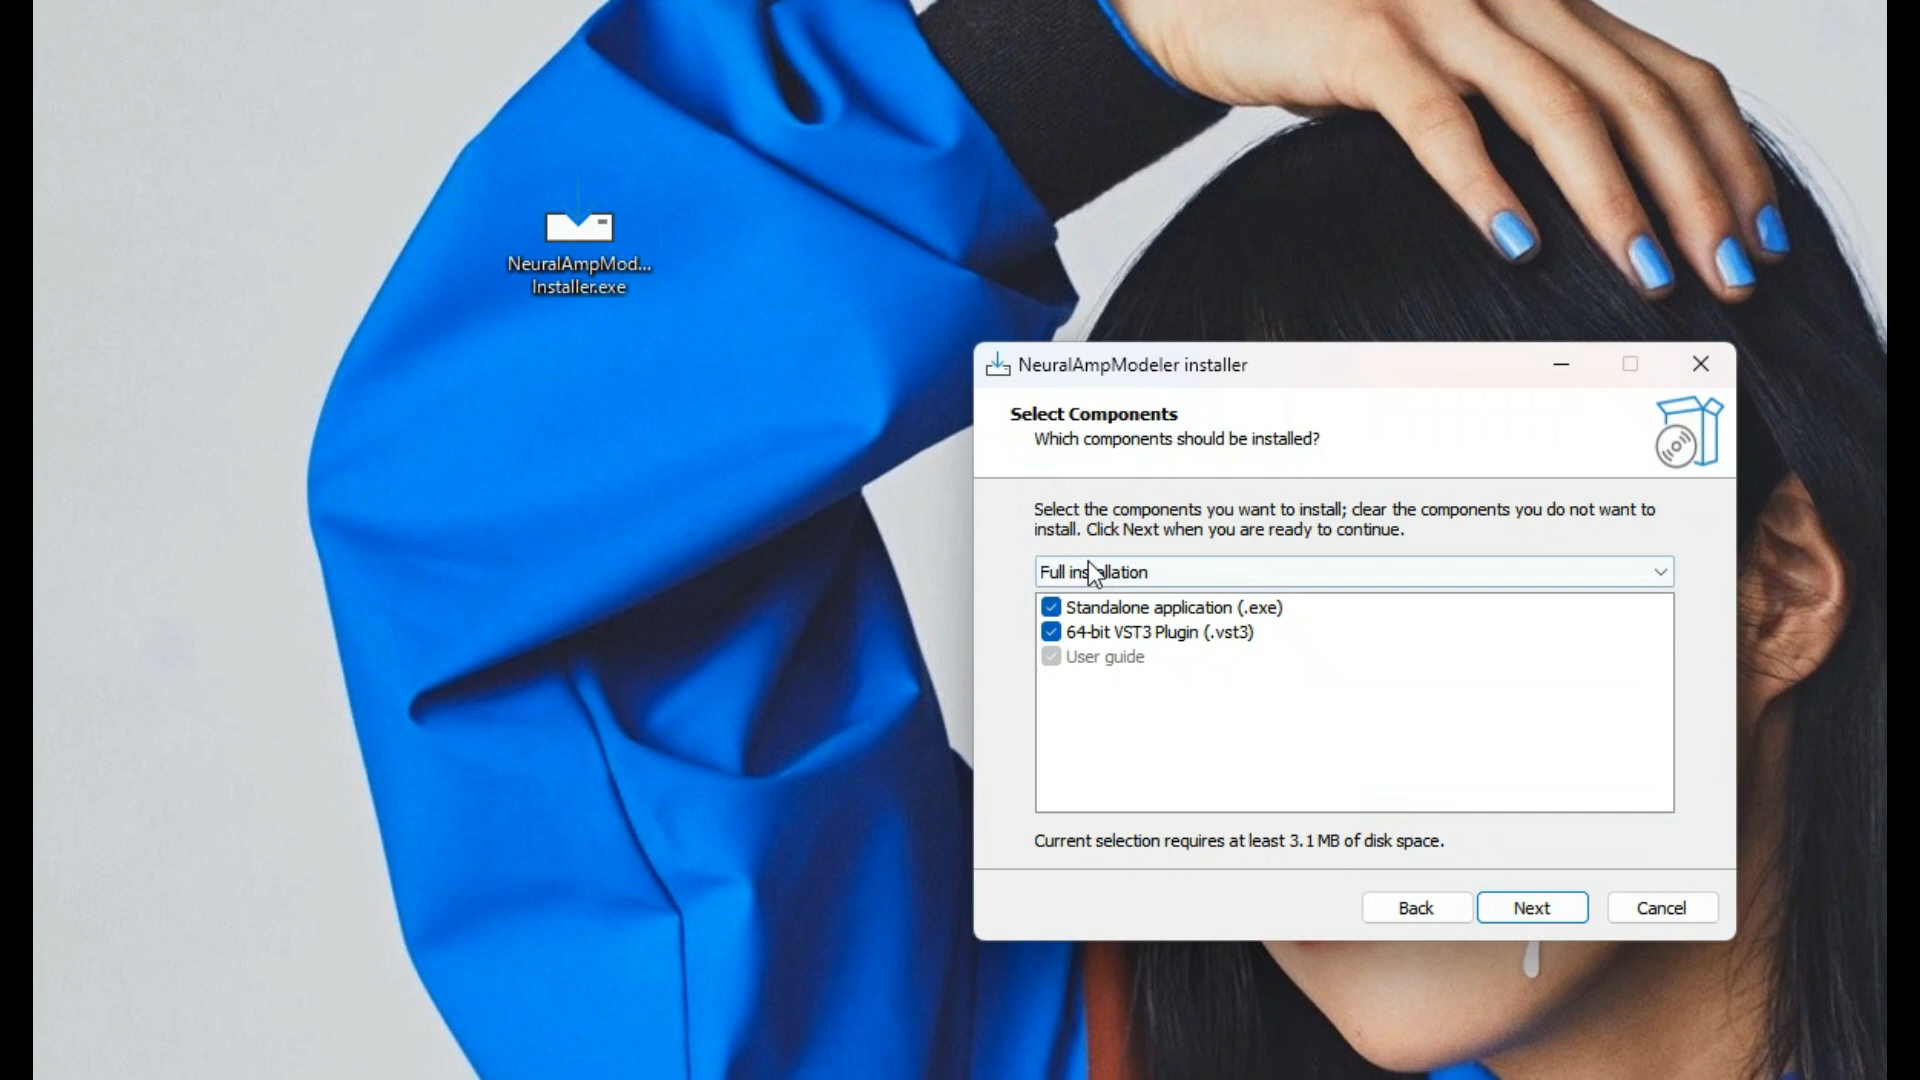 NeuralAmpMod...
Installer.exe
NeuralAmpModeler installer
Select Components
Which components should be installed?
Select the components you want to install; clear the components you do not want to
install. Click Next when you are ready to continue.
Full installation
Standalone application (.exe)
64-bit VST3 Plugin (.vst3)
User guide
Current selection requires at least 3.1 MB of disk space.
Back
Next
Cancel